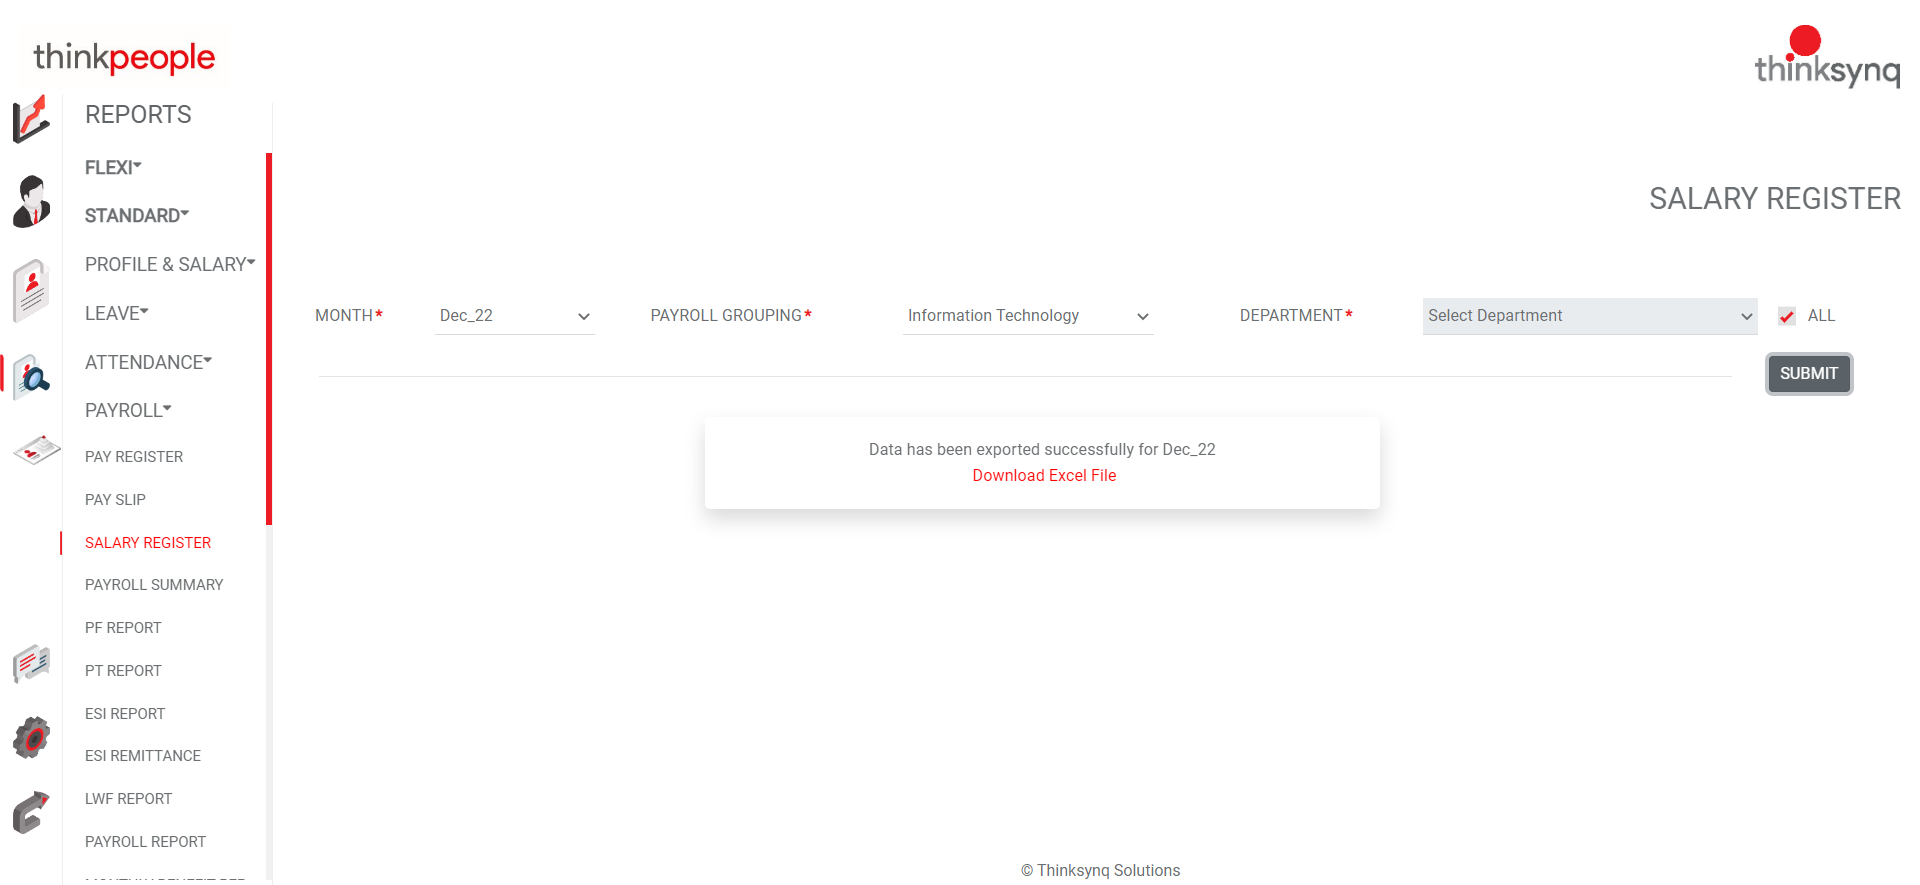 thinkpeople
thinksynq
REPORTS
FLEXI
STANDARD
PROFILE & SALARY
LEAVE
ATTENDANCE
PAYROLL
PAY REGISTER
PAY SLIP
SALARY REGISTER
PAYROLL SUMMARY
PF REPORT
PT REPORT
ESI REPORT
ESI REMITTANCE
LWF REPORT
PAYROLL REPORT
SALARY REGISTER
MONTH* Dec_22 PAYROLL GROUPING* Information Technology DEPARTMENT* Select Department ALL
SUBMIT
Data has been exported successfully for Dec_22
Download Excel File
© Thinksynq Solutions